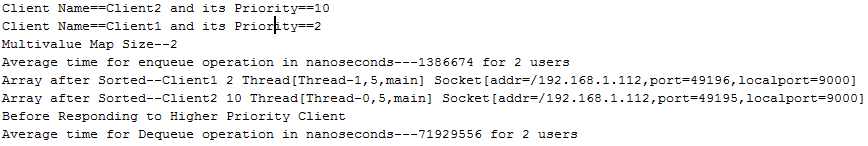 Client Name==Client2 and its Priority==10
Client Name==Client1 and its Priority==2
Multivalue Map Size--2
Average time for enqueue operation in nanoseconds---1386674 for 2 users
Array after Sorted--Client1 2 Thread[Thread-1,5,main] Socket[addr=/192.168.1.112,port=49196,localport=9000]
Array after Sorted--Client2 10 Thread[Thread-0,5,main] Socket[addr=/192.168.1.112,port=49195,localport=9000]
Before Responding to Higher Priority Client
Average time for Dequeue operation in nanoseconds---71929556 for 2 users